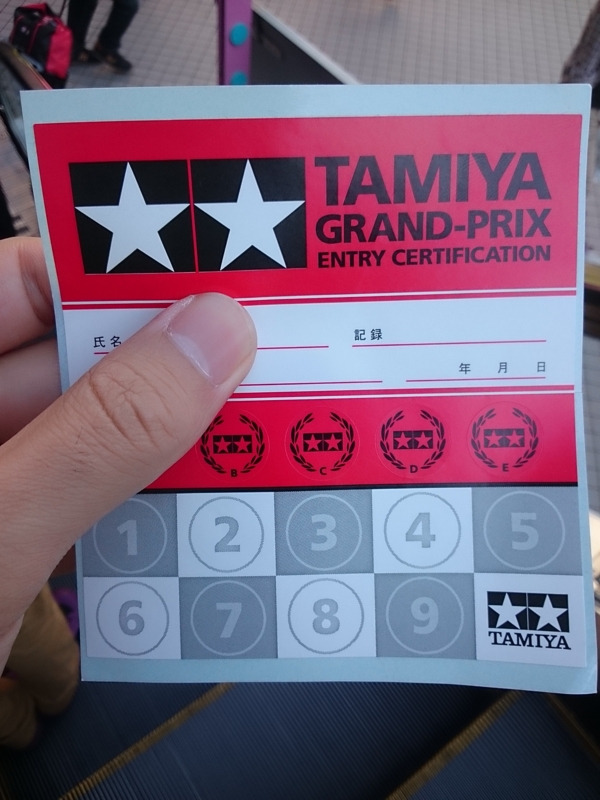 TAMIYA
GRAND-PRIX
ENTRY CERTIFICATION
氏名 記録
年 月 日
B C D E
1 2 3 4 5
6 7 8 9
TAMIYA